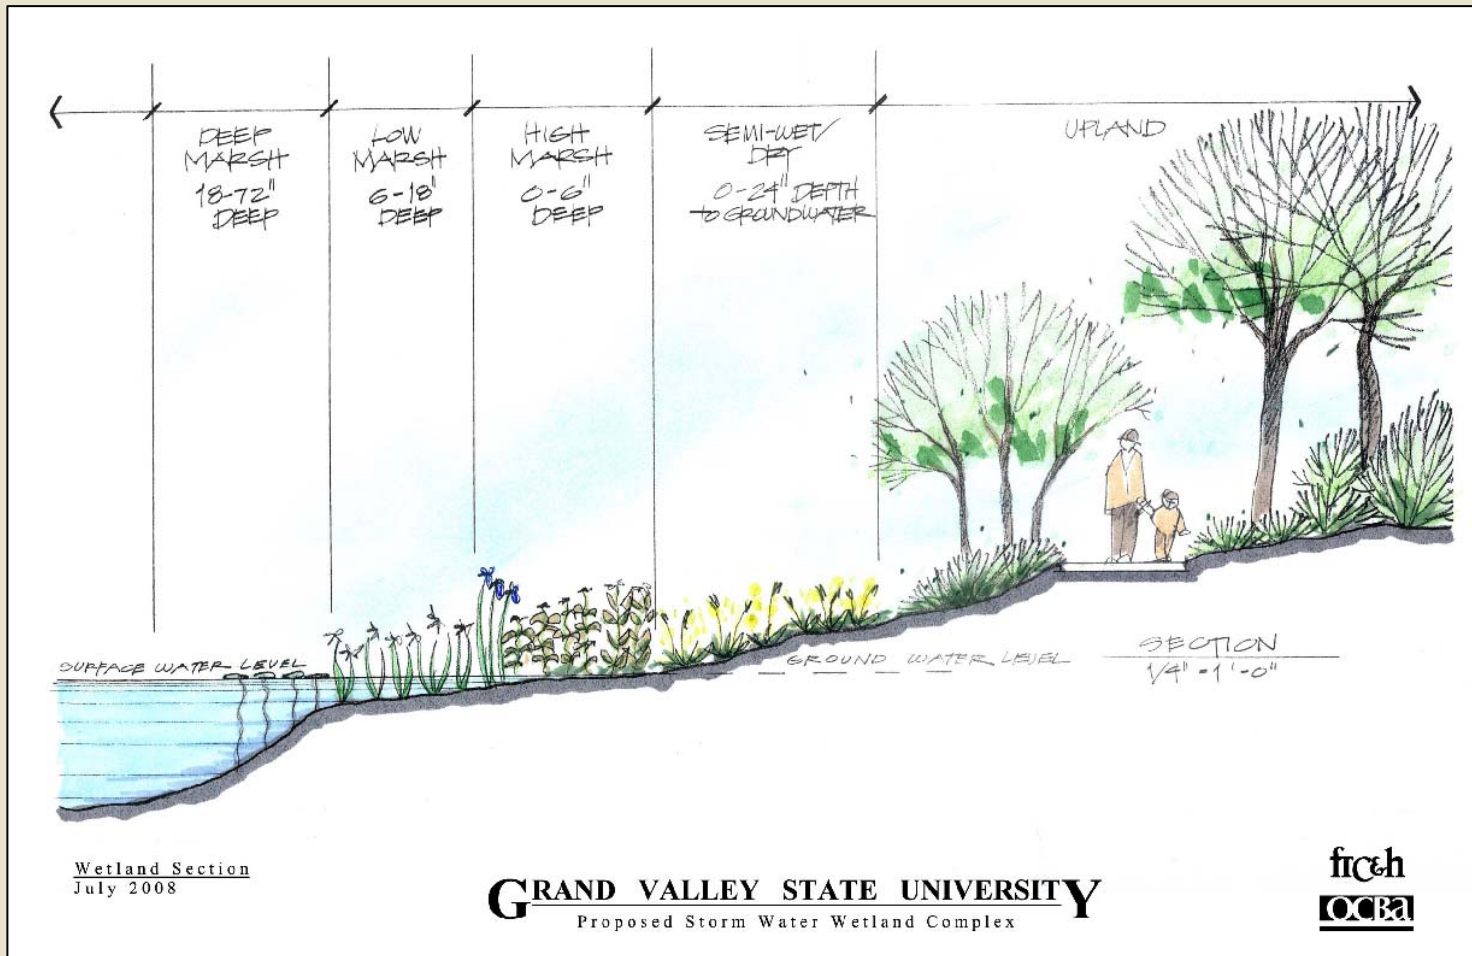 DEEP
MARSH
18-72"
DEEP
LOW
MARSH
6-18"
DEEP
HIGH
MARSH
0-6"
DEEP
SEMI-WET/
DRY
0-24" DEPTH
to GROUNDWATER
UPLAND
SURFACE WATER LEVEL
GROUND WATER LEVEL
SECTION
1/4" = 1'-0"
Wetland Section
July 2008
GRAND VALLEY STATE UNIVERSITY
Proposed Storm Water Wetland Complex
ftc&h
OCBa